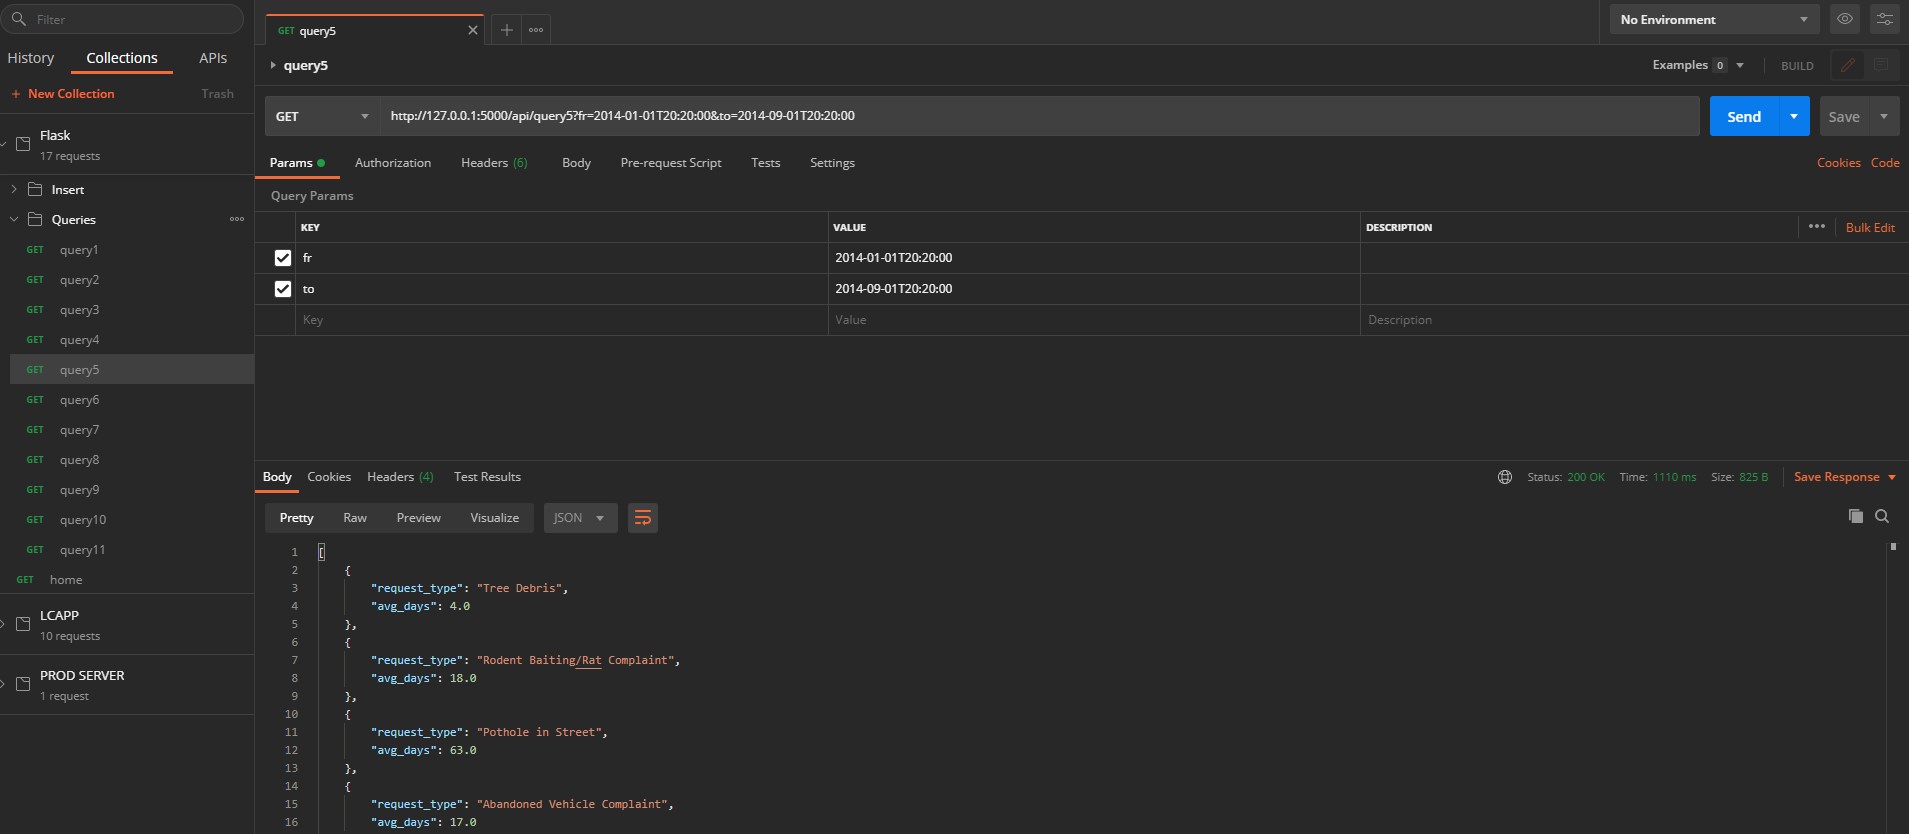 Filter
History Collections APIs
+ New Collection Trash
Flask
17 requests
Insert
Queries
GET query1
GET query2
GET query3
GET query4
GET query5
GET query6
GET query7
GET query8
GET query9
GET query10
GET query11
GET home
LCAPP
10 requests
PROD SERVER
1 request
GET query5
No Environment
query5
Examples 0 BUILD
GET http://127.0.0.1:5000/api/query5?fr=2014-01-01T20:20:00&to=2014-09-01T20:20:00 Send Save
Params Authorization Headers (6) Body Pre-request Script Tests Settings Cookies Code
Query Params
KEY VALUE DESCRIPTION Bulk Edit
fr 2014-01-01T20:20:00
to 2014-09-01T20:20:00
Key Value Description
Body Cookies Headers (4) Test Results Status: 200 OK Time: 1110 ms Size: 825 B Save Response
Pretty Raw Preview Visualize JSON
1 [
2 {
3 "request_type": "Tree Debris",
4 "avg_days": 4.0
5 },
6 {
7 "request_type": "Rodent Baiting/Rat Complaint",
8 "avg_days": 18.0
9 },
10 {
11 "request_type": "Pothole in Street",
12 "avg_days": 63.0
13 },
14 {
15 "request_type": "Abandoned Vehicle Complaint",
16 "avg_days": 17.0